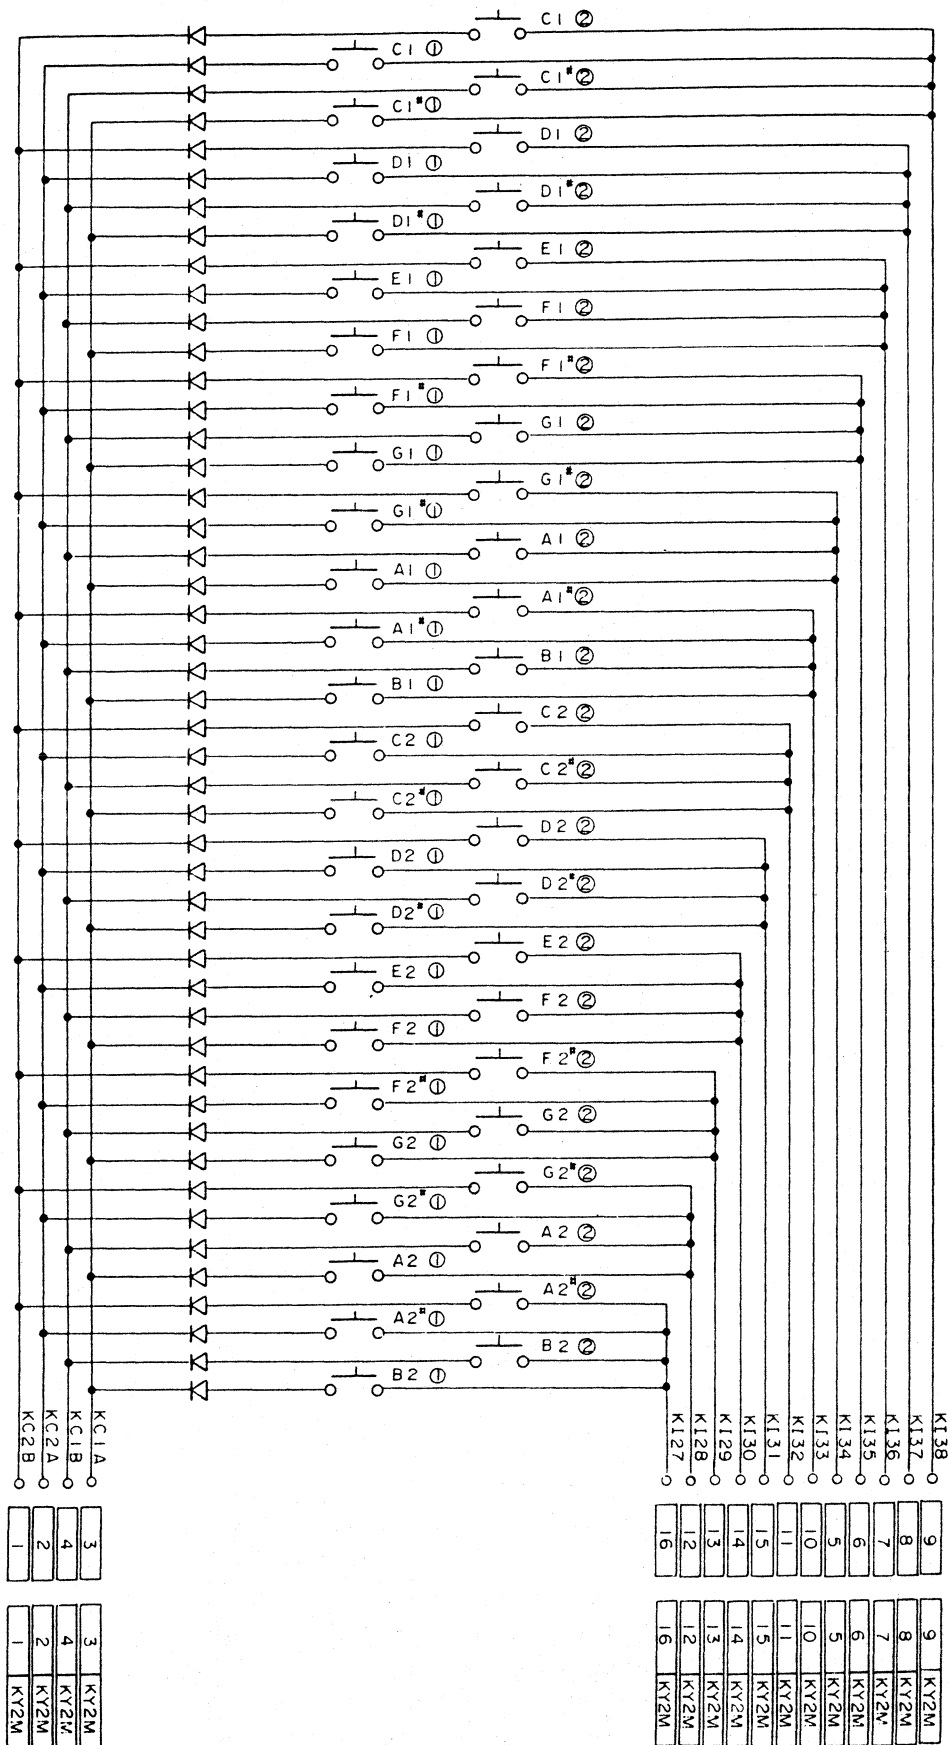 C1 ②
C1 ①
C1# ②
C1# ①
D1 ②
D1 ①
D1# ②
D1# ①
E1 ②
E1 ①
F1 ②
F1 ①
F1# ②
F1# ①
G1 ②
G1 ①
G1# ②
G1# ①
A1 ②
A1 ①
A1# ②
A1# ①
B1 ②
B1 ①
C2 ②
C2 ①
C2# ②
C2# ①
D2 ②
D2 ①
D2# ②
D2# ①
E2 ②
E2 ①
F2 ②
F2 ①
F2# ②
F2# ①
G2 ②
G2 ①
G2# ②
G2# ①
A2 ②
A2 ①
A2# ②
A2# ①
B2 ②
B2 ①
KC2B
KC2A
KC1B
KC1A
KI27
KI28
KI29
KI30
KI31
KI32
KI33
KI34
KI35
KI36
KI37
KI38
1
2
4
3
16
12
13
14
15
11
10
5
6
7
8
9
1 KY2M
2 KY2M
4 KY2M
3 KY2M
16 KY2M
12 KY2M
13 KY2M
14 KY2M
15 KY2M
11 KY2M
10 KY2M
5 KY2M
6 KY2M
7 KY2M
8 KY2M
9 KY2M